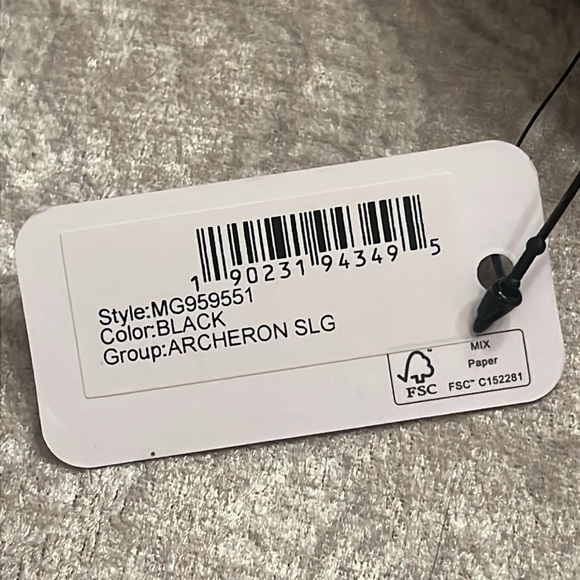 1 90231 94349 5
Style:MG959551
Color:BLACK
Group:ARCHERON SLG
MIX
Paper
FSC™ C152281
FSC